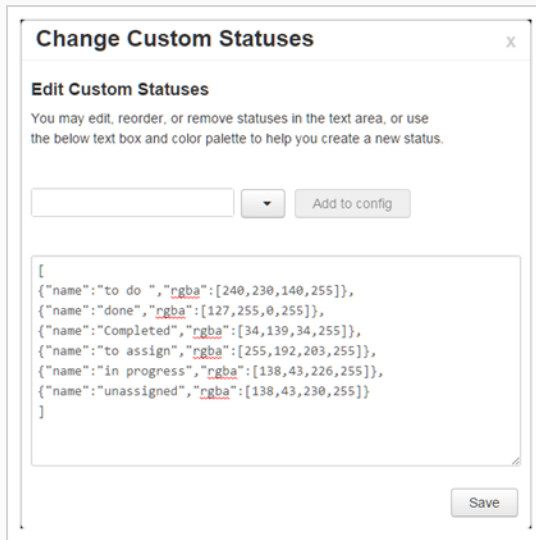 Change Custom Statuses
x
Edit Custom Statuses
You may edit, reorder, or remove statuses in the text area, or use
the below text box and color palette to help you create a new status.
Add to config
[
{"name":"to do ","rgba":[240,230,140,255]},
{"name":"done","rgba":[127,255,0,255]},
{"name":"Completed","rgba":[34,139,34,255]},
{"name":"to assign","rgba":[255,192,203,255]},
{"name":"in progress","rgba":[138,43,226,255]},
{"name":"unassigned","rgba":[138,43,230,255]}
]
Save